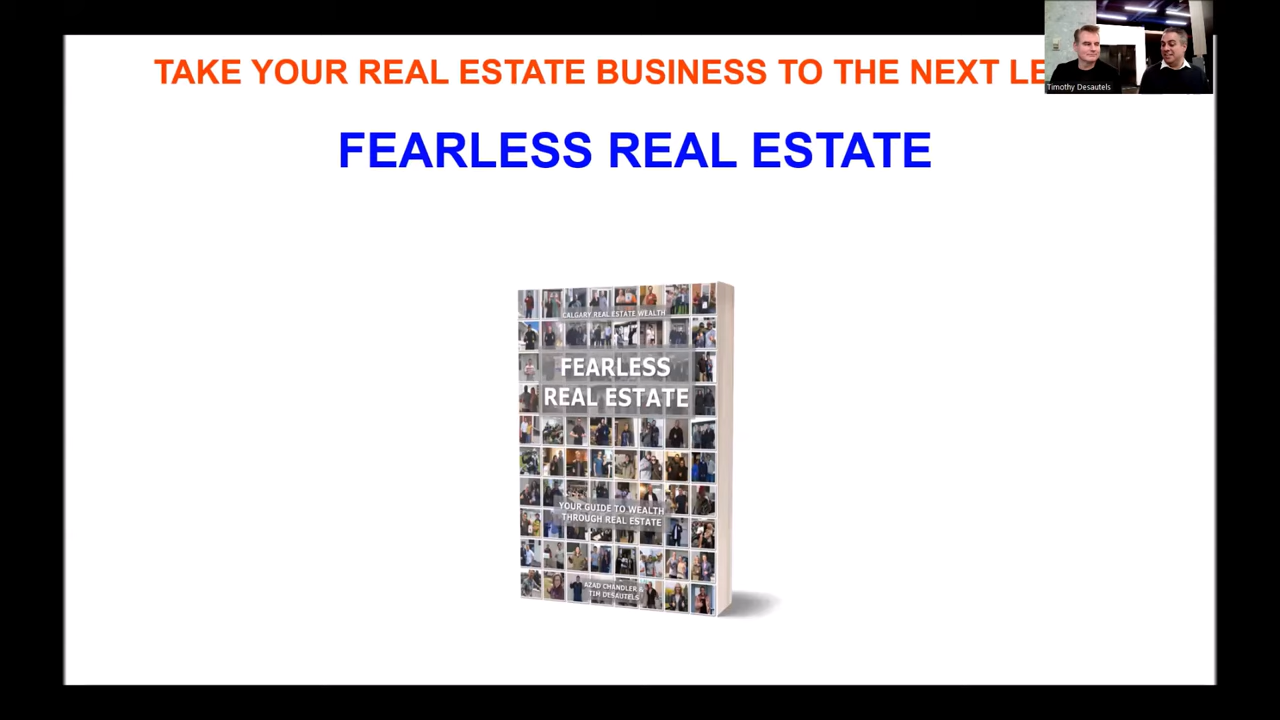 TAKE YOUR REAL ESTATE BUSINESS TO THE NEXT LE
Timothy Desautels
FEARLESS REAL ESTATE
CALGARY REAL ESTATE WEALTH
FEARLESS
REAL ESTATE
YOUR GUIDE TO WEALTH
THROUGH REAL ESTATE
AZAD CHANDLER &
TIM DESAUTELS